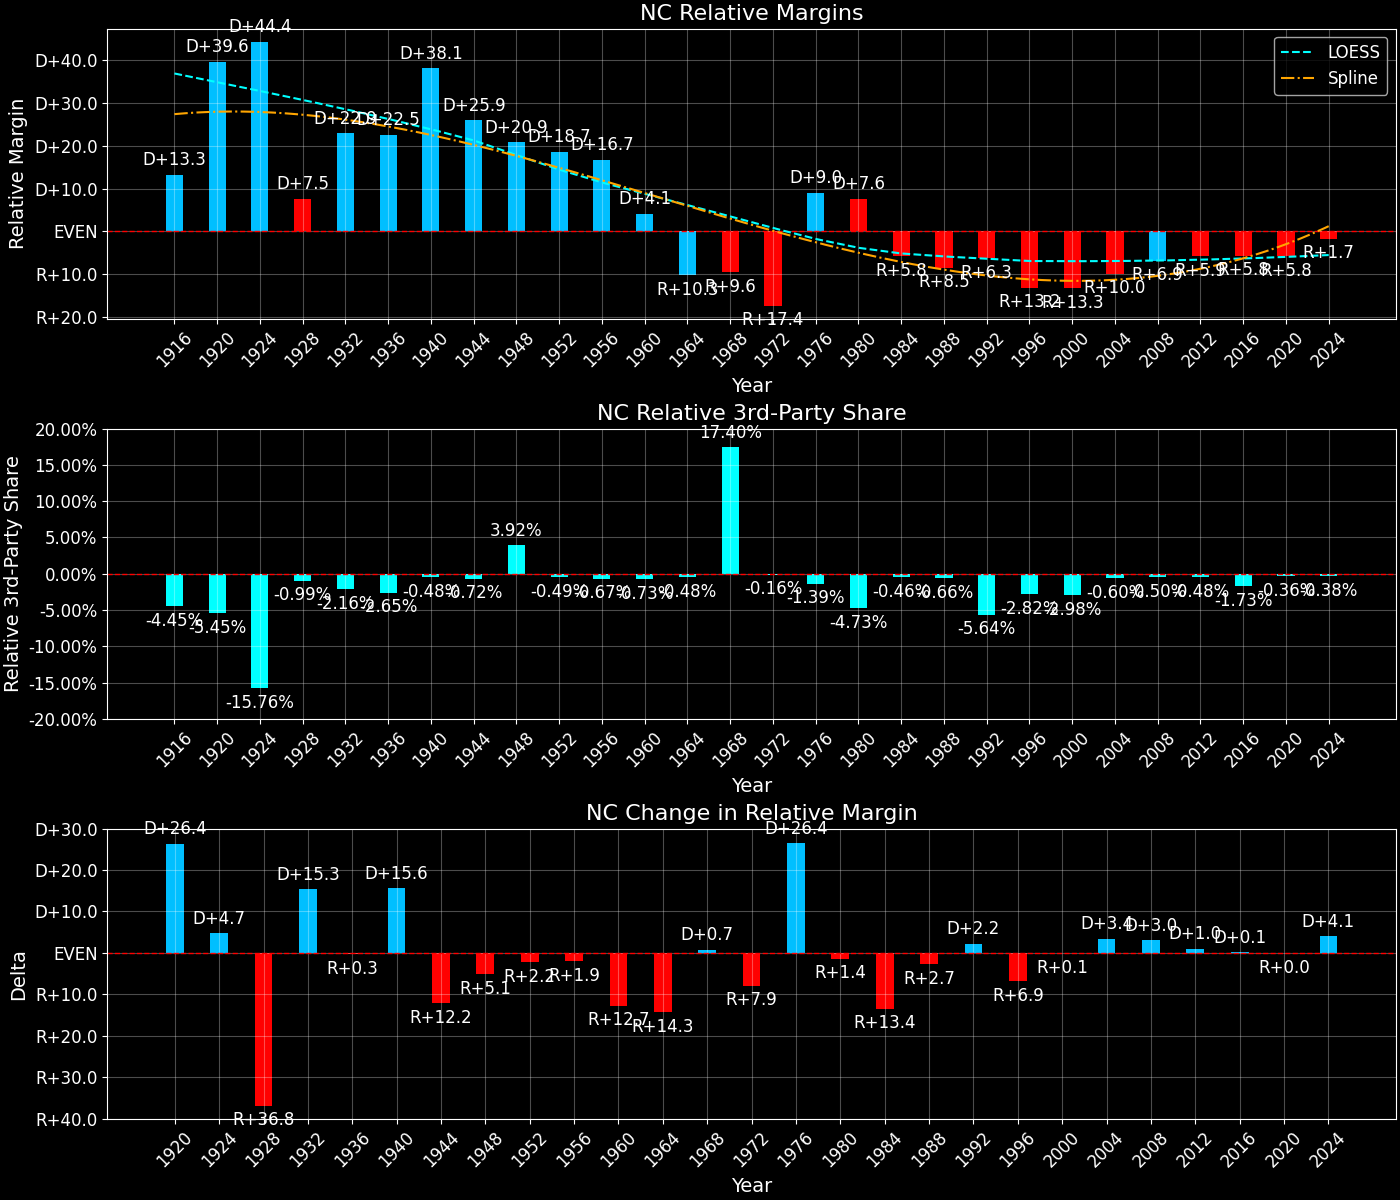 NC Relative Margins
Relative Margin
D+40.0
D+30.0
D+20.0
D+10.0
EVEN
R+10.0
R+20.0
D+13.3
D+39.6
D+44.4
D+7.5
D+22.9
D+22.5
D+38.1
D+25.9
D+20.9
D+18.7
D+16.7
D+4.1
R+10.3
R+9.6
R+17.4
D+9.0
D+7.6
R+5.8
R+8.5
R+6.3
R+13.2
R+13.3
R+10.0
R+6.9
R+5.9
R+5.8
R+5.8
R+1.7
LOESS
Spline
1916 1920 1924 1928 1932 1936 1940 1944 1948 1952 1956 1960 1964 1968 1972 1976 1980 1984 1988 1992 1996 2000 2004 2008 2012 2016 2020 2024
Year
NC Relative 3rd-Party Share
Relative 3rd-Party Share
20.00%
15.00%
10.00%
5.00%
0.00%
-5.00%
-10.00%
-15.00%
-20.00%
-4.45%
-5.45%
-15.76%
-0.99%
-2.16%
-2.65%
-0.48%
-0.72%
3.92%
-0.49%
-0.67%
-0.73%
-0.48%
17.40%
-0.16%
-1.39%
-4.73%
-0.46%
-0.66%
-5.64%
-2.82%
-2.98%
-0.60%
-0.50%
-0.48%
-1.73%
-0.36%
-0.38%
1916 1920 1924 1928 1932 1936 1940 1944 1948 1952 1956 1960 1964 1968 1972 1976 1980 1984 1988 1992 1996 2000 2004 2008 2012 2016 2020 2024
Year
NC Change in Relative Margin
Delta
D+30.0
D+20.0
D+10.0
EVEN
R+10.0
R+20.0
R+30.0
R+40.0
D+26.4
D+4.7
R+36.8
D+15.3
R+0.3
D+15.6
R+12.2
R+5.1
R+2.2
R+1.9
R+12.7
R+14.3
D+0.7
R+7.9
D+26.4
R+1.4
R+13.4
R+2.7
D+2.2
R+6.9
R+0.1
D+3.4
D+3.0
D+1.0
D+0.1
R+0.0
D+4.1
1920 1924 1928 1932 1936 1940 1944 1948 1952 1956 1960 1964 1968 1972 1976 1980 1984 1988 1992 1996 2000 2004 2008 2012 2016 2020 2024
Year